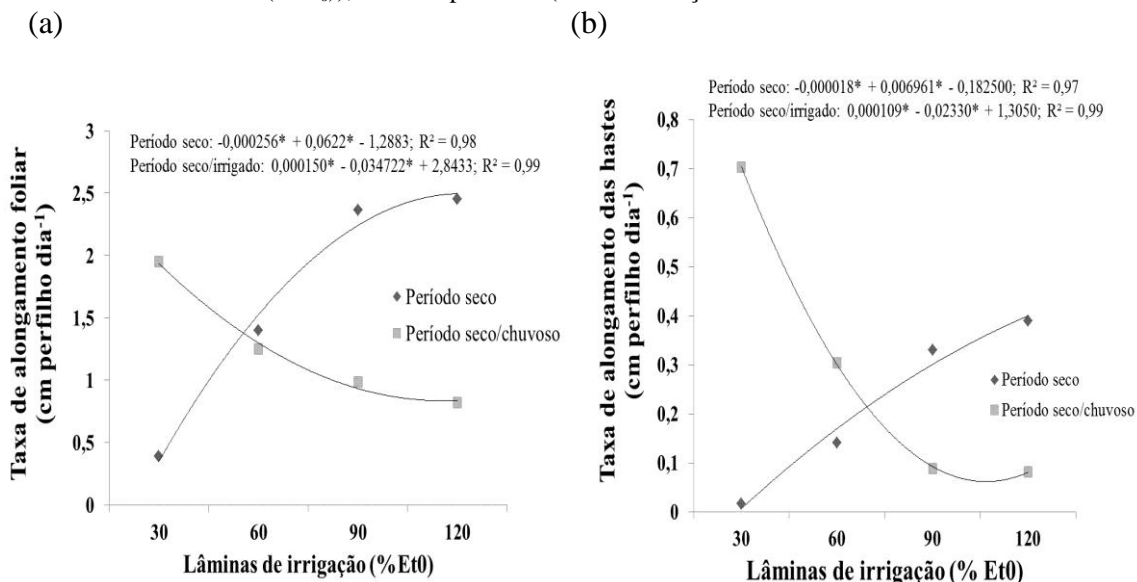 (a)
(b)
Período seco: -0,000256* + 0,0622* - 1,2883; R² = 0,98
Período seco/irrigado: 0,000150* - 0,034722* + 2,8433; R² = 0,99
Taxa de alongamento foliar
(cm perfilho dia⁻¹)
3
2,5
2
1,5
1
0,5
0
Período seco
Período seco/chuvoso
30 60 90 120
Lâminas de irrigação (%Et0)
Período seco: -0,000018* + 0,006961* - 0,182500; R² = 0,97
Período seco/irrigado: 0,000109* - 0,02330* + 1,3050; R² = 0,99
Taxa de alongamento das hastes
(cm perfilho dia⁻¹)
0,8
0,7
0,6
0,5
0,4
0,3
0,2
0,1
0
Período seco
Período seco/chuvoso
30 60 90 120
Lâminas de irrigação (% Et0)